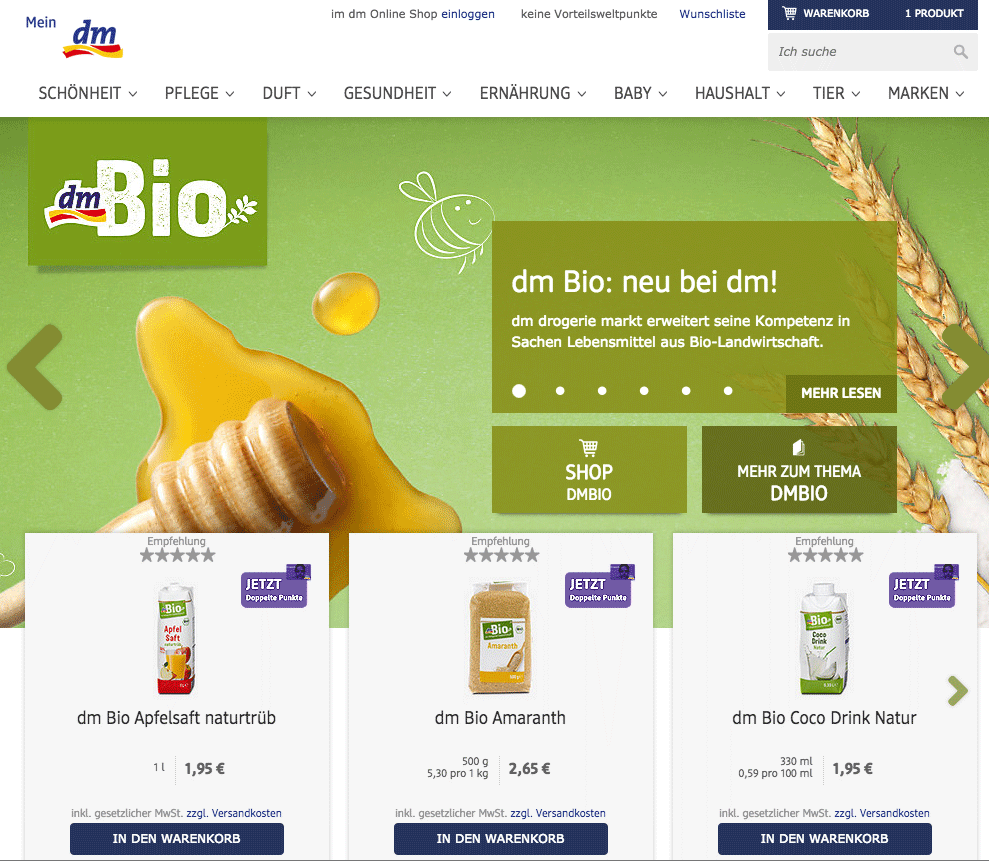 Mein
dm
im dm Online Shop einloggen
keine Vorteilsweltpunkte
Wunschliste
WARENKORB
1 PRODUKT
Ich suche
SCHÖNHEIT
PFLEGE
DUFT
GESUNDHEIT
ERNÄHRUNG
BABY
HAUSHALT
TIER
MARKEN
dm Bio
dm Bio: neu bei dm!
dm drogerie markt erweitert seine Kompetenz in
Sachen Lebensmittel aus Bio-Landwirtschaft.
MEHR LESEN
SHOP
DMBIO
MEHR ZUM THEMA
DMBIO
Empfehlung
JETZT
Doppelte Punkte
Bio
Apfel
Saft
naturtrüb
dm Bio Apfelsaft naturtrüb
1 l
1,95 €
inkl. gesetzlicher MwSt. zzgl. Versandkosten
IN DEN WARENKORB
Empfehlung
JETZT
Doppelte Punkte
Bio
Amaranth
dm Bio Amaranth
500 g
5,30 pro 1 kg
2,65 €
inkl. gesetzlicher MwSt. zzgl. Versandkosten
IN DEN WARENKORB
Empfehlung
JETZT
Doppelte Punkte
Bio
Coco
Drink
Natur
dm Bio Coco Drink Natur
330 ml
0,59 pro 100 ml
1,95 €
inkl. gesetzlicher MwSt. zzgl. Versandkosten
IN DEN WARENKORB